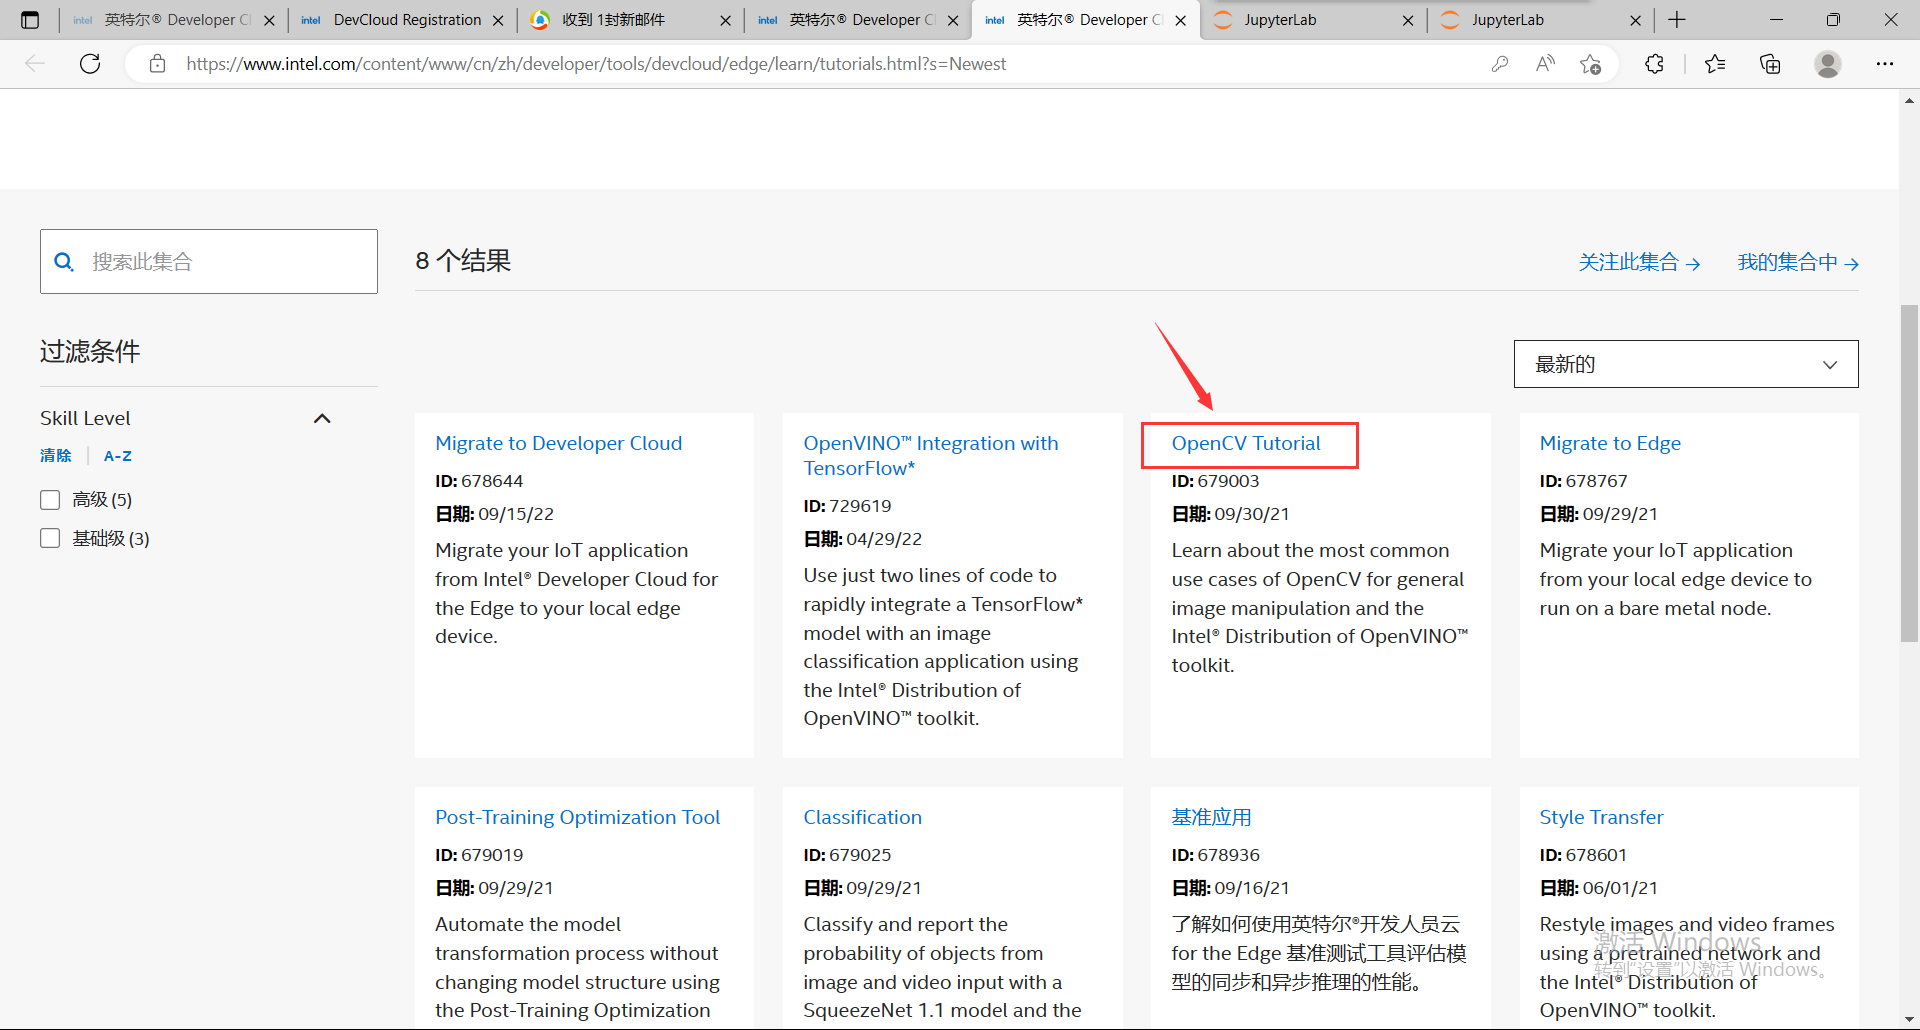 intel 英特尔® Developer Cl
intel DevCloud Registration
收到 1封新邮件
intel 英特尔® Developer Cl
intel 英特尔® Developer Cl
JupyterLab
JupyterLab
https://www.intel.com/content/www/cn/zh/developer/tools/devcloud/edge/learn/tutorials.html?s=Newest
搜索此集合
8 个结果
关注此集合 →
我的集合中 →
过滤条件
最新的
Skill Level
清除
A-Z
高级 (5)
基础级 (3)
Migrate to Developer Cloud
ID: 678644
日期: 09/15/22
Migrate your IoT application
from Intel® Developer Cloud for
the Edge to your local edge
device.
OpenVINO™ Integration with
TensorFlow*
ID: 729619
日期: 04/29/22
Use just two lines of code to
rapidly integrate a TensorFlow*
model with an image
classification application using
the Intel® Distribution of
OpenVINO™ toolkit.
OpenCV Tutorial
ID: 679003
日期: 09/30/21
Learn about the most common
use cases of OpenCV for general
image manipulation and the
Intel® Distribution of OpenVINO™
toolkit.
Migrate to Edge
ID: 678767
日期: 09/29/21
Migrate your IoT application
from your local edge device to
run on a bare metal node.
Post-Training Optimization Tool
ID: 679019
日期: 09/29/21
Automate the model
transformation process without
changing model structure using
the Post-Training Optimization
Classification
ID: 679025
日期: 09/29/21
Classify and report the
probability of objects from
image and video input with a
SqueezeNet 1.1 model and the
基准应用
ID: 678936
日期: 09/16/21
了解如何使用英特尔®开发人员云
for the Edge 基准测试工具评估模
型的同步和异步推理的性能。
Style Transfer
ID: 678601
日期: 06/01/21
Restyle images and video frames
using a pretrained network and
the Intel® Distribution of
OpenVINO™ toolkit.
激活 Windows
转到"设置"以激活 Windows。